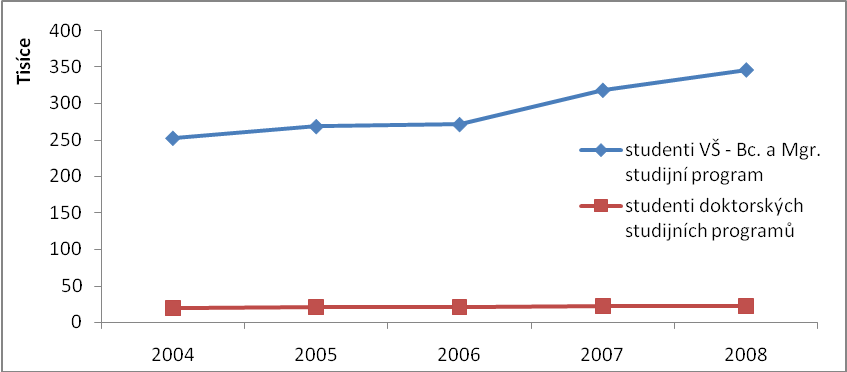 Tisíce
400
350
300
250
200
150
100
50
0
2004 2005 2006 2007 2008
studenti VŠ - Bc. a Mgr.
studijní program
studenti doktorských
studijních programů